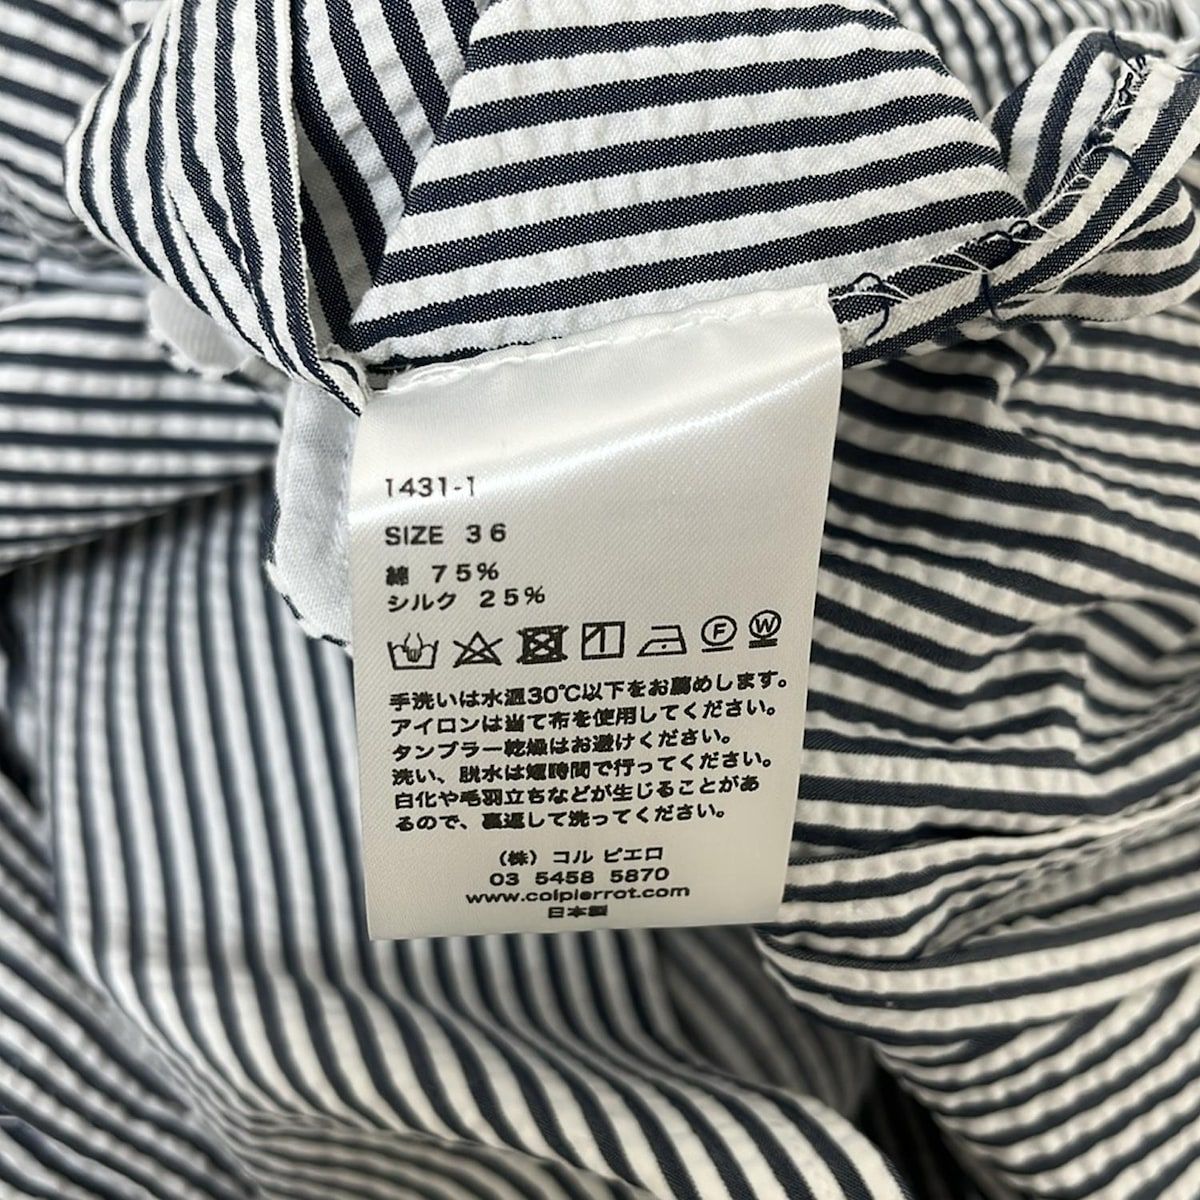 1431-1
SIZE 36
綿 75%
シルク 25%
F W
手洗いは水温30℃以下をお薦めします。
アイロンは当て布を使用してください。
タンブラー乾燥はお避けください。
洗い、脱水は短時間で行ってください。
白化や毛羽立ちなどが生じることがあ
るので、裏返して洗ってください。
(株) コル ピエロ
03 5458 5870
www.colpierrot.com
日本製